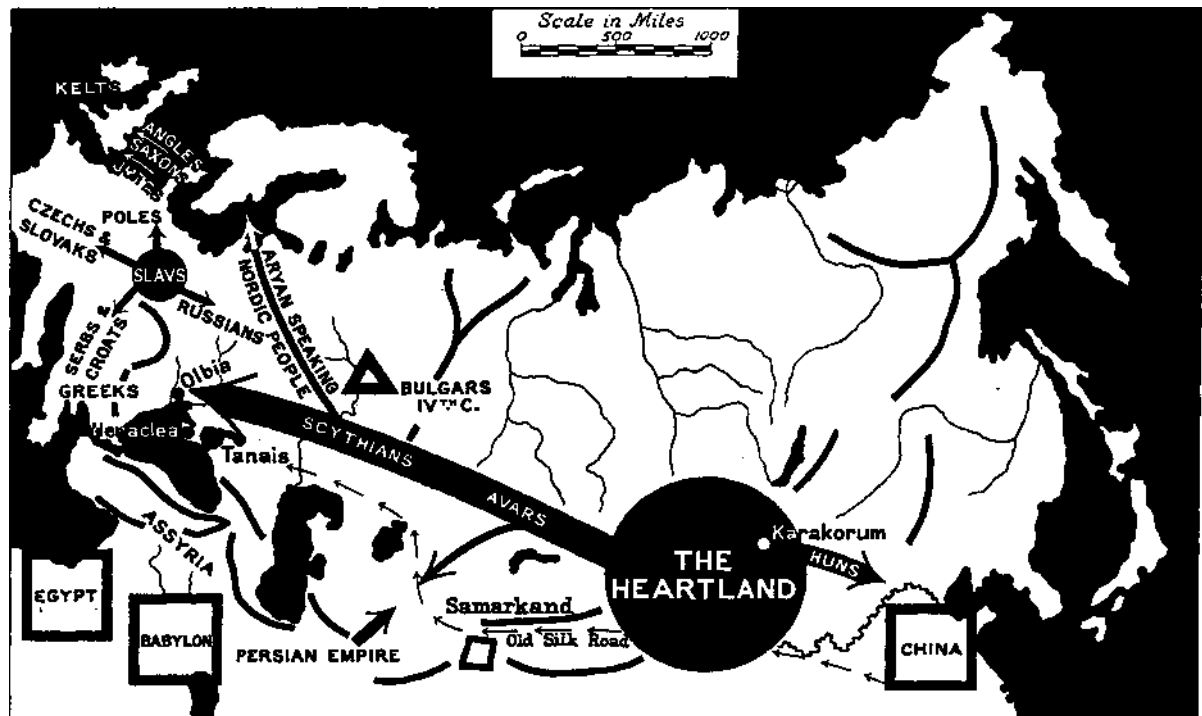 Scale in Miles
0 500 1000
KELTS
ANGLES
SAXONS
JUTES
POLES
CZECHS &
SLOVAKS
SLAVS
RUSSIANS
SERBS &
CROATS
ARYAN SPEAKING
NORDIC PEOPLE
GREEKS
Olbia
BULGARS
IVTH C.
Heraclea
SCYTHIANS
Tanais
AVARS
ASSYRIA
Karakorum
HUNS
THE
HEARTLAND
EGYPT
BABYLON
Samarkand
Old Silk Road
PERSIAN EMPIRE
CHINA